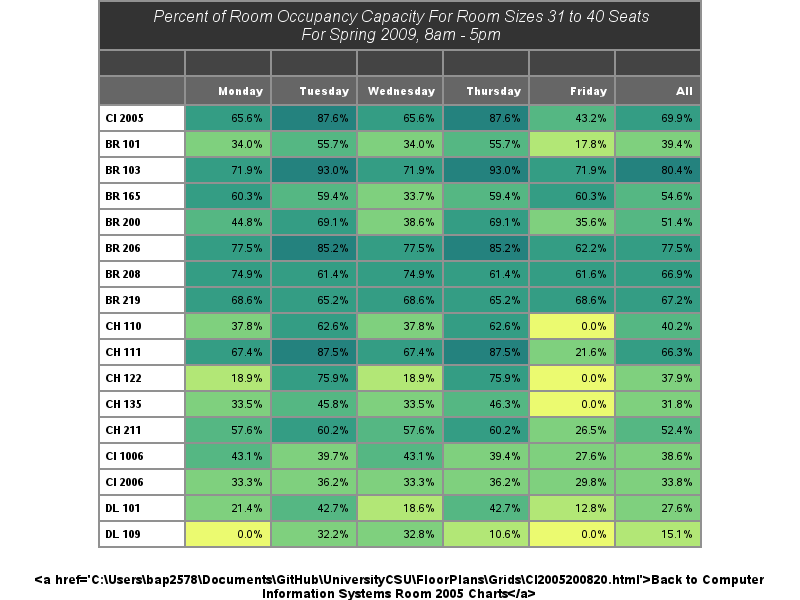 Percent of Room Occupancy Capacity For Room Sizes 31 to 40 Seats
For Spring 2009, 8am - 5pm
Monday Tuesday Wednesday Thursday Friday All
CI 2005 65.6% 87.6% 65.6% 87.6% 43.2% 69.9%
BR 101 34.0% 55.7% 34.0% 55.7% 17.8% 39.4%
BR 103 71.9% 93.0% 71.9% 93.0% 71.9% 80.4%
BR 165 60.3% 59.4% 33.7% 59.4% 60.3% 54.6%
BR 200 44.8% 69.1% 38.6% 69.1% 35.6% 51.4%
BR 206 77.5% 85.2% 77.5% 85.2% 62.2% 77.5%
BR 208 74.9% 61.4% 74.9% 61.4% 61.6% 66.9%
BR 219 68.6% 65.2% 68.6% 65.2% 68.6% 67.2%
CH 110 37.8% 62.6% 37.8% 62.6% 0.0% 40.2%
CH 111 67.4% 87.5% 67.4% 87.5% 21.6% 66.3%
CH 122 18.9% 75.9% 18.9% 75.9% 0.0% 37.9%
CH 135 33.5% 45.8% 33.5% 46.3% 0.0% 31.8%
CH 211 57.6% 60.2% 57.6% 60.2% 26.5% 52.4%
CI 1006 43.1% 39.7% 43.1% 39.4% 27.6% 38.6%
CI 2006 33.3% 36.2% 33.3% 36.2% 29.8% 33.8%
DL 101 21.4% 42.7% 18.6% 42.7% 12.8% 27.6%
DL 109 0.0% 32.2% 32.8% 10.6% 0.0% 15.1%
<a href='C:\Users\bap2578\Documents\GitHub\UniversityCSU\FloorPlans\Grids\CI2005200820.html'>Back to Computer
Information Systems Room 2005 Charts</a>